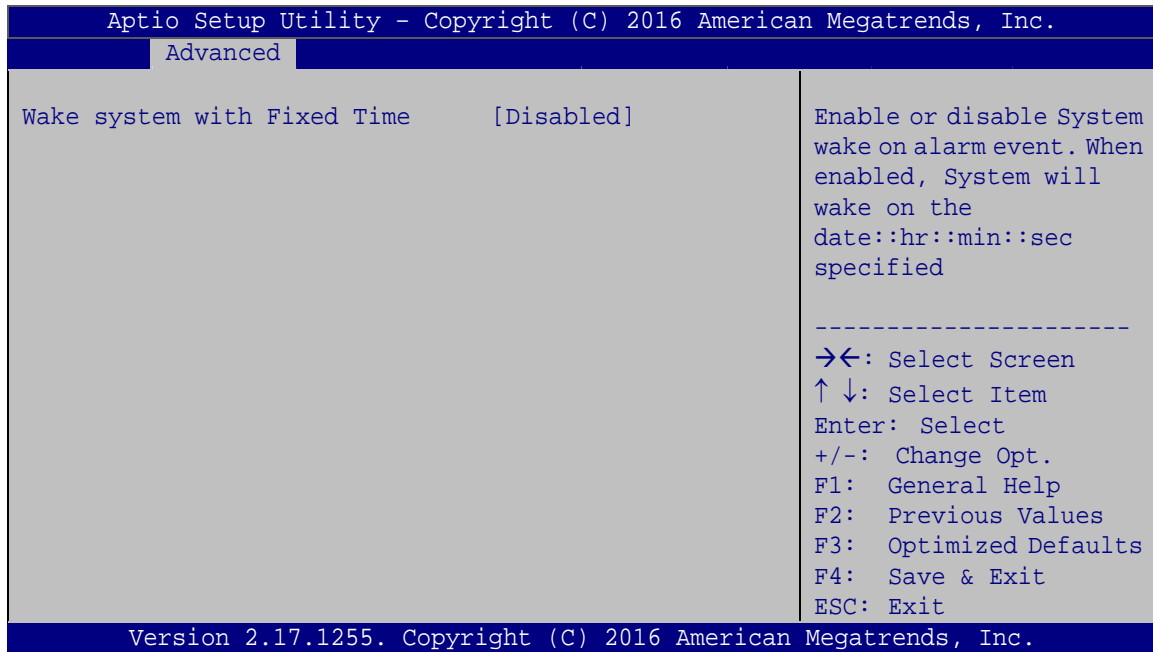 Aptio Setup Utility – Copyright (C) 2016 American Megatrends, Inc.
Advanced
Wake system with Fixed Time [Disabled]
Enable or disable System
wake on alarm event. When
enabled, System will
wake on the
date::hr::min::sec
specified
----------------------
→←: Select Screen
↑ ↓: Select Item
Enter: Select
+/-: Change Opt.
F1: General Help
F2: Previous Values
F3: Optimized Defaults
F4: Save & Exit
ESC: Exit
Version 2.17.1255. Copyright (C) 2016 American Megatrends, Inc.